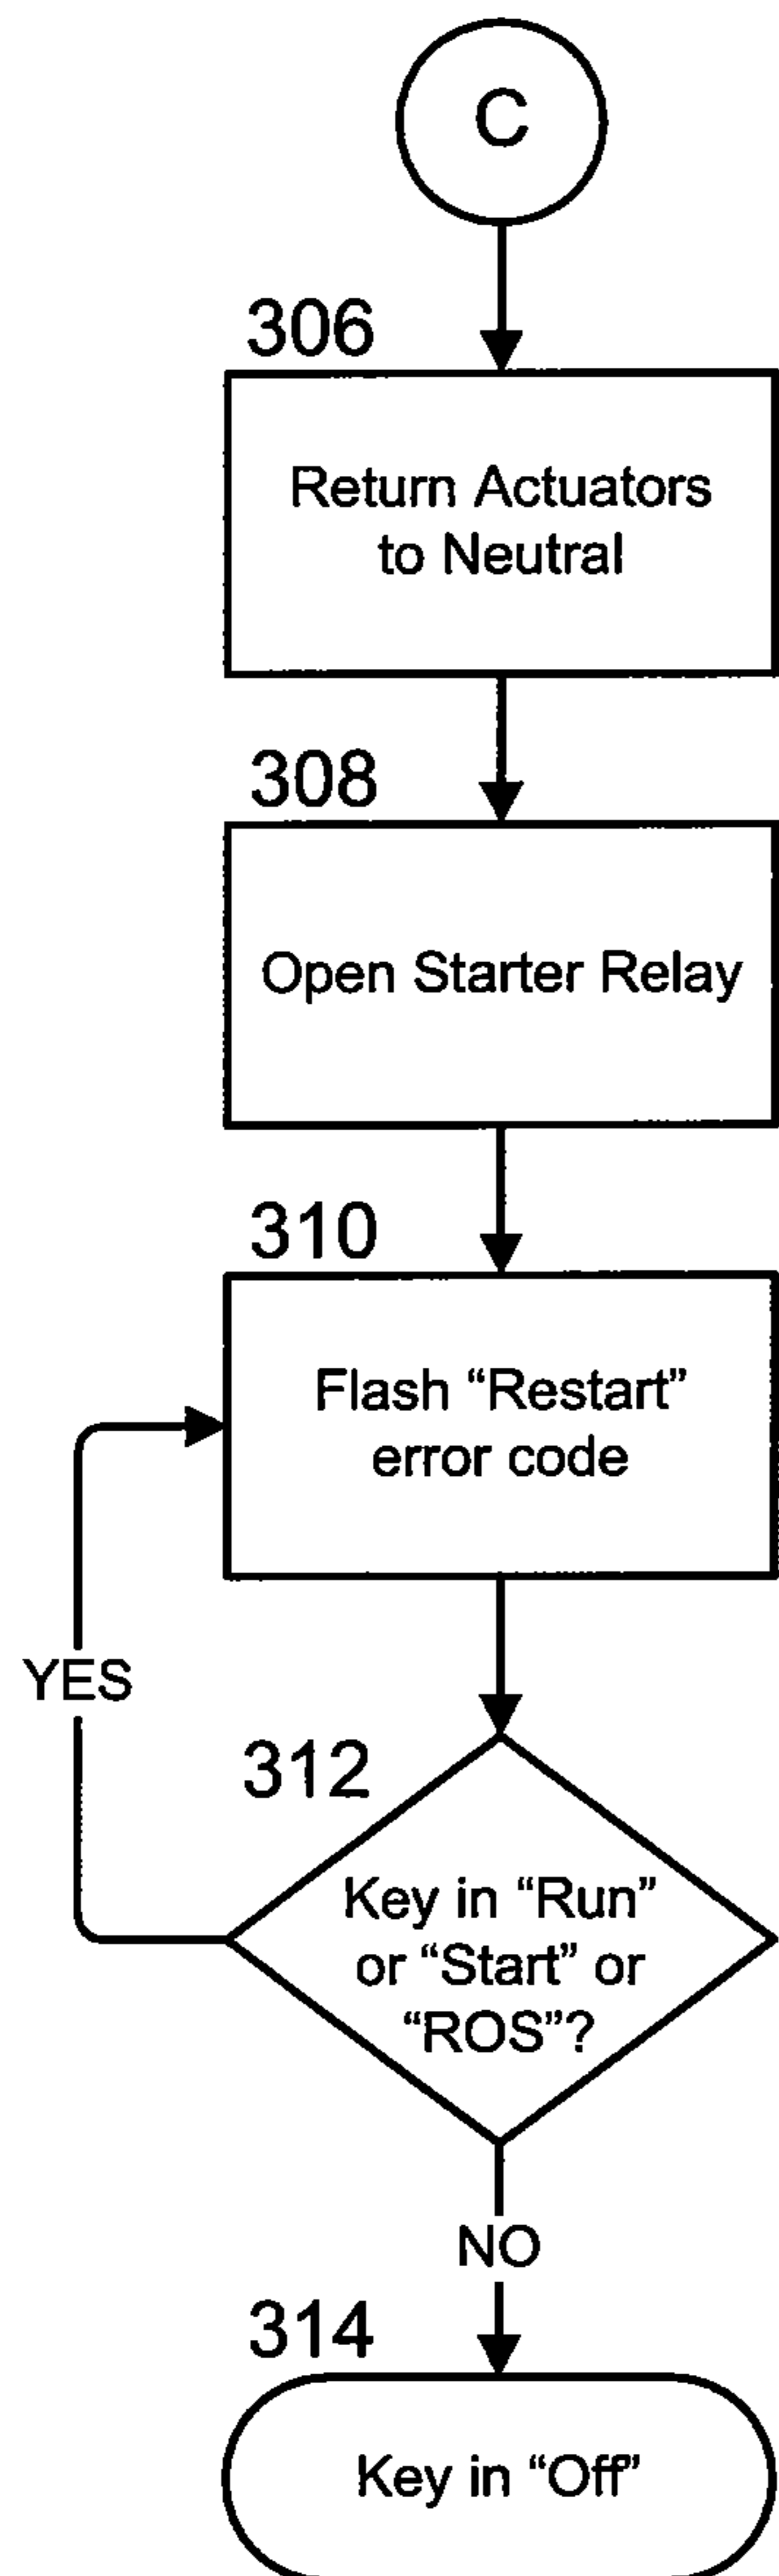 C
306
Return Actuators
to Neutral
308
Open Starter Relay
310
Flash “Restart”
error code
YES
312
Key in “Run”
or “Start” or
“ROS”?
NO
314
Key in “Off”